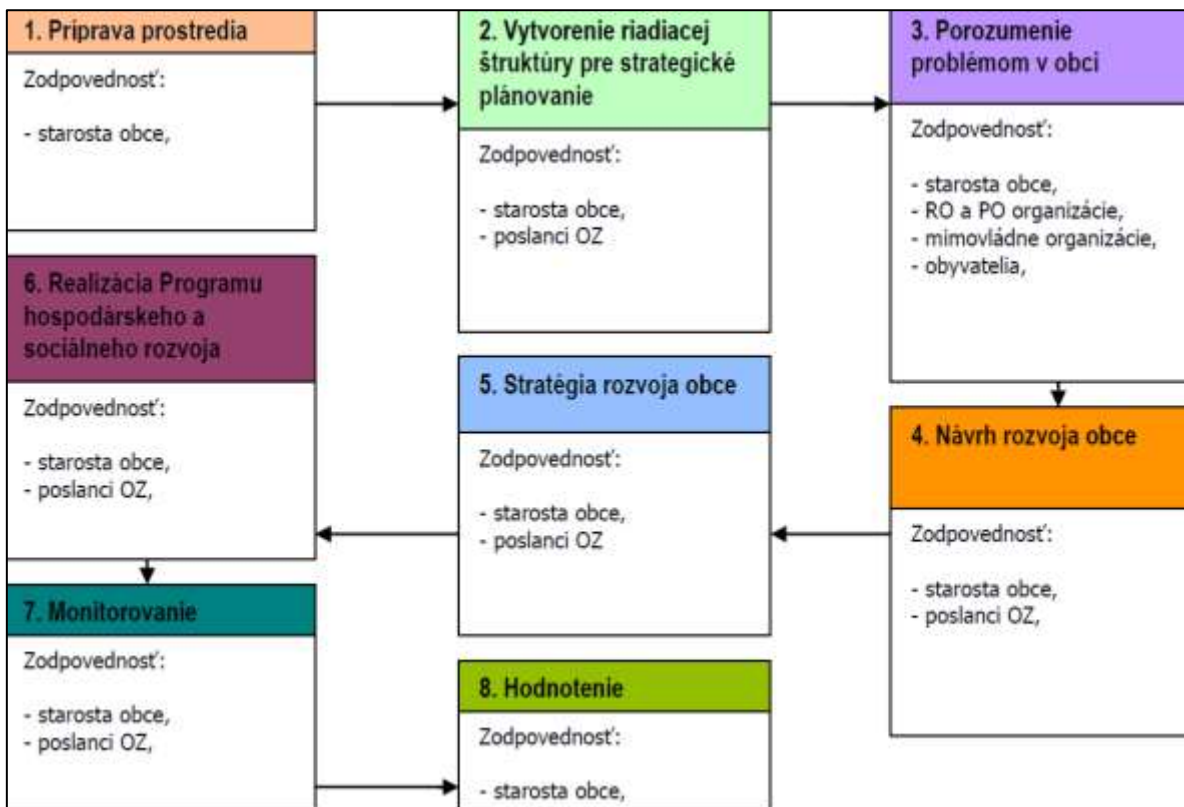 1. Príprava prostredia
Zodpovednosť:
- starosta obce,
2. Vytvorenie riadiacej
štruktúry pre strategické
plánovanie
Zodpovednosť:
- starosta obce,
- poslanci OZ
3. Porozumenie
problémom v obci
Zodpovednosť:
- starosta obce,
- RO a PO organizácie,
- mimovládne organizácie,
- obyvatelia,
4. Návrh rozvoja obce
Zodpovednosť:
- starosta obce,
- poslanci OZ,
5. Stratégia rozvoja obce
Zodpovednosť:
- starosta obce,
- poslanci OZ
6. Realizácia Programu
hospodárskeho a
sociálneho rozvoja
Zodpovednosť:
- starosta obce,
- poslanci OZ,
7. Monitorovanie
Zodpovednosť:
- starosta obce,
- poslanci OZ,
8. Hodnotenie
Zodpovednosť:
- starosta obce,